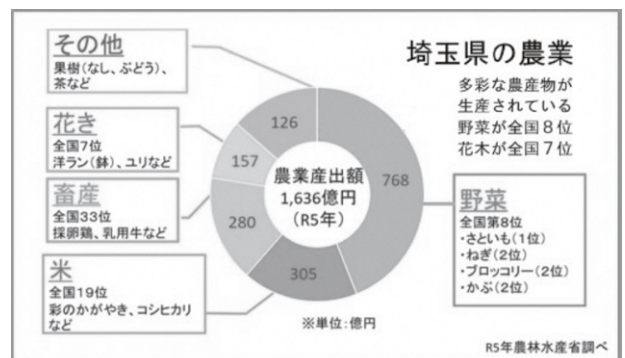 埼玉県の農業
多彩な農産物が
生産されている
野菜が全国8位
花木が全国7位
その他
果樹(なし、ぶどう)、
茶など
花き
全国7位
洋ラン(鉢)、ユリなど
畜産
全国33位
採卵鶏、乳用牛など
米
全国19位
彩のかがやき、コシヒカリ
など
126
157
280
305
768
農業産出額
1,636億円
(R5年)
野菜
全国第8位
・さといも(1位)
・ねぎ(2位)
・ブロッコリー(2位)
・かぶ(2位)
※単位:億円
R5年農林水産省調べ